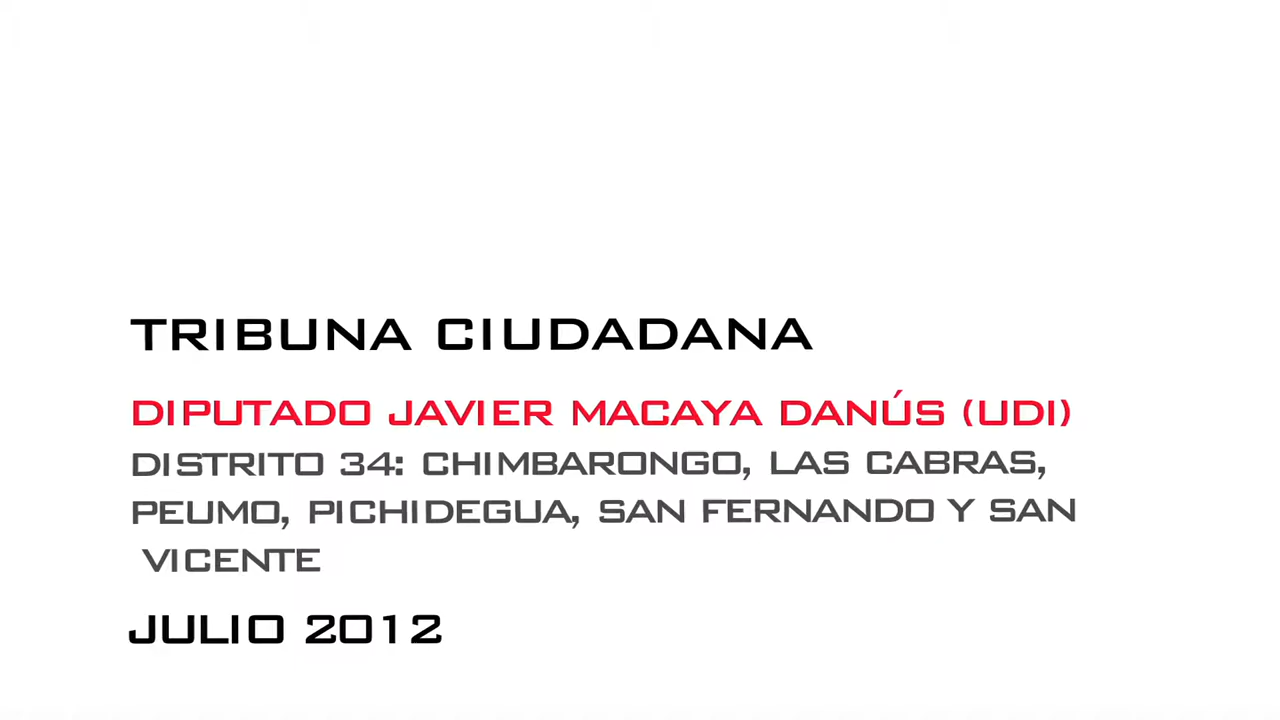 TRIBUNA CIUDADANA
DIPUTADO JAVIER MACAYA DANÚS (UDI)
DISTRITO 34: CHIMBARONGO, LAS CABRAS,
PEUMO, PICHIDEGUA, SAN FERNANDO Y SAN
VICENTE
JULIO 2012